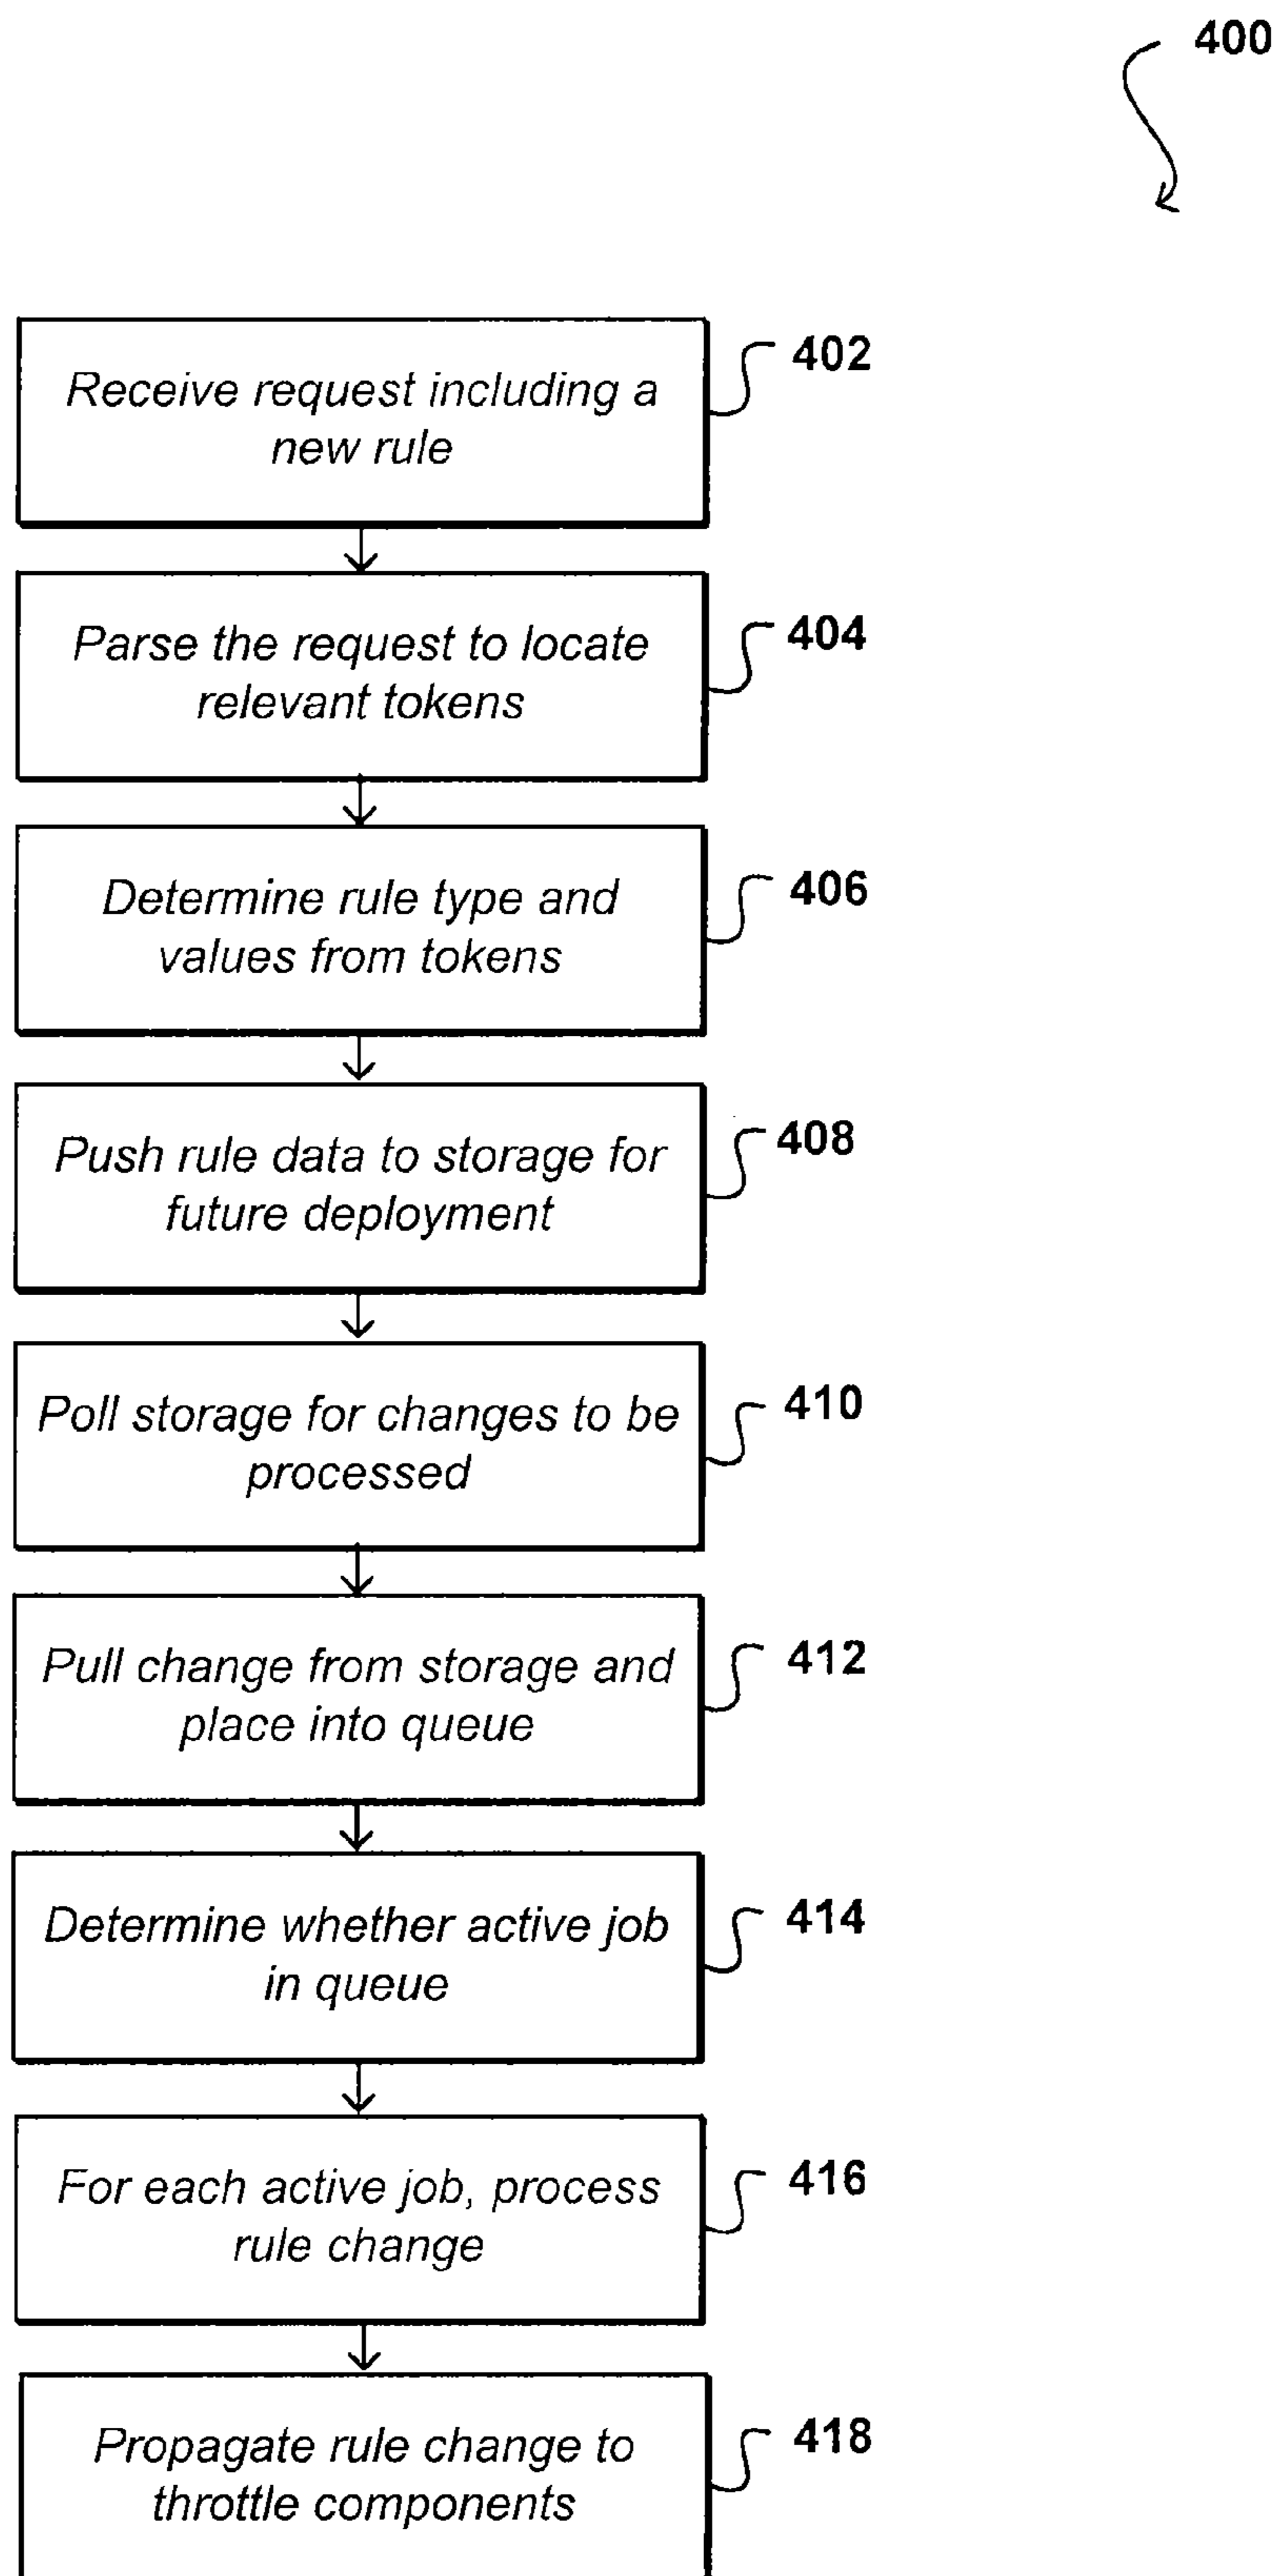 400
Receive request including a
new rule
402
Parse the request to locate
relevant tokens
404
Determine rule type and
values from tokens
406
Push rule data to storage for
future deployment
408
Poll storage for changes to be
processed
410
Pull change from storage and
place into queue
412
Determine whether active job
in queue
414
For each active job, process
rule change
416
Propagate rule change to
throttle components
418